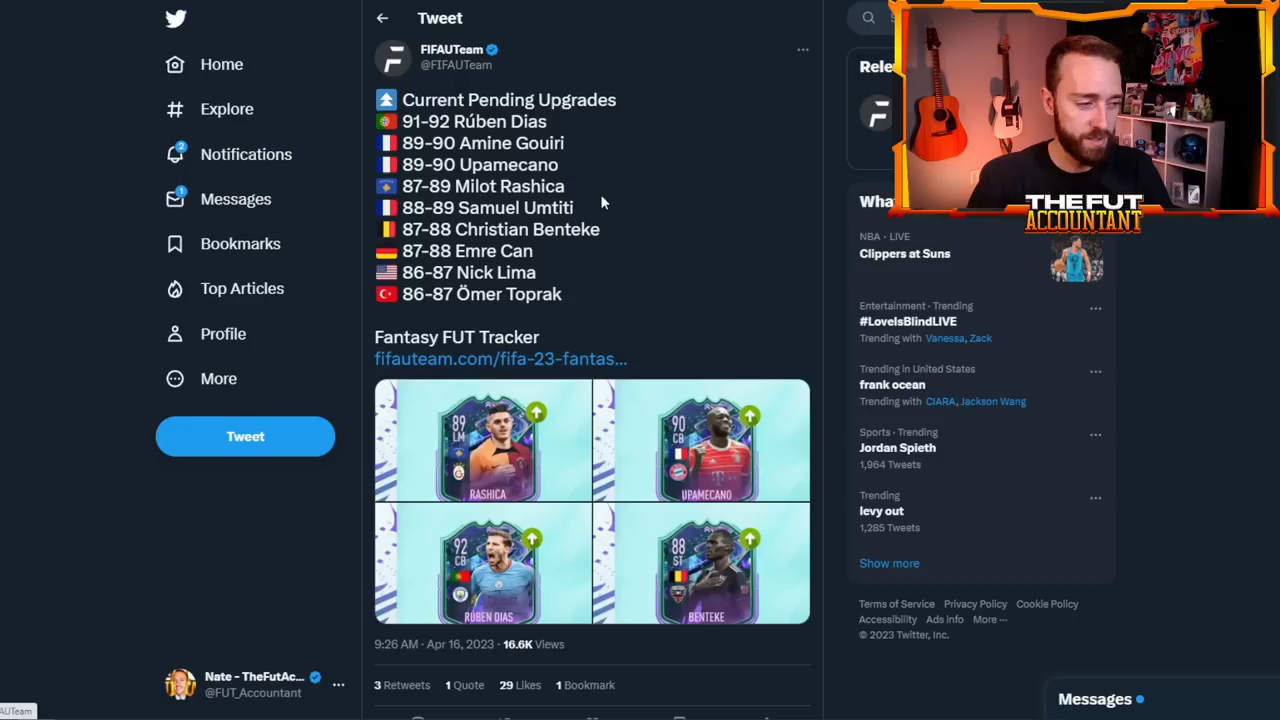 Home
Explore
2
Notifications
1
Messages
Bookmarks
Top Articles
Profile
More
Tweet
Nate - TheFutAc...
@FUT_Accountant
AUTeam
Tweet
FIFAUTeam
@FIFAUTeam
Current Pending Upgrades
91-92 Rúben Dias
89-90 Amine Gouiri
89-90 Upamecano
87-89 Milot Rashica
88-89 Samuel Umtiti
87-88 Christian Benteke
87-88 Emre Can
86-87 Nick Lima
86-87 Ömer Toprak
Fantasy FUT Tracker
fifauteam.com/fifa-23-fantas...
89
LM
RASHICA
90
CB
UPAMECANO
92
CB
RÚBEN DIAS
88
ST
BENTEKE
9:26 AM · Apr 16, 2023 · 16.6K Views
3 Retweets 1 Quote 29 Likes 1 Bookmark
THE FUT
ACCOUNTANT
NBA · LIVE
Clippers at Suns
Entertainment · Trending
#LoveIsBlindLIVE
Trending with Vanessa, Zack
Trending in United States
frank ocean
Trending with CIARA, Jackson Wang
Sports · Trending
Jordan Spieth
1,964 Tweets
Trending
levy out
1,285 Tweets
Show more
Terms of Service Privacy Policy Cookie Policy
Accessibility Ads info More ···
© 2023 Twitter, Inc.
Messages